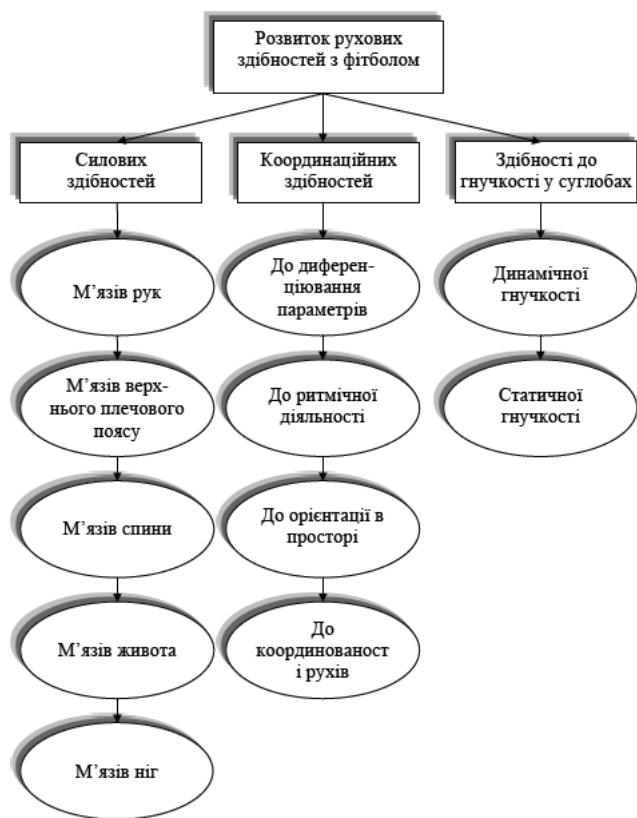 Розвиток рухових
здібностей з фітболом
Силових
здібностей
Координаційних
здібностей
Здібності до
гнучкості у суглобах
М’язів рук
До диферен-
ціювання
параметрів
Динамічної
гнучкості
М’язів верх-
нього плечового
поясу
До ритмічної
діяльності
Статичної
гнучкості
М’язів спини
До орієнтації в
просторі
М’язів живота
До
координованост
і рухів
М’язів ніг